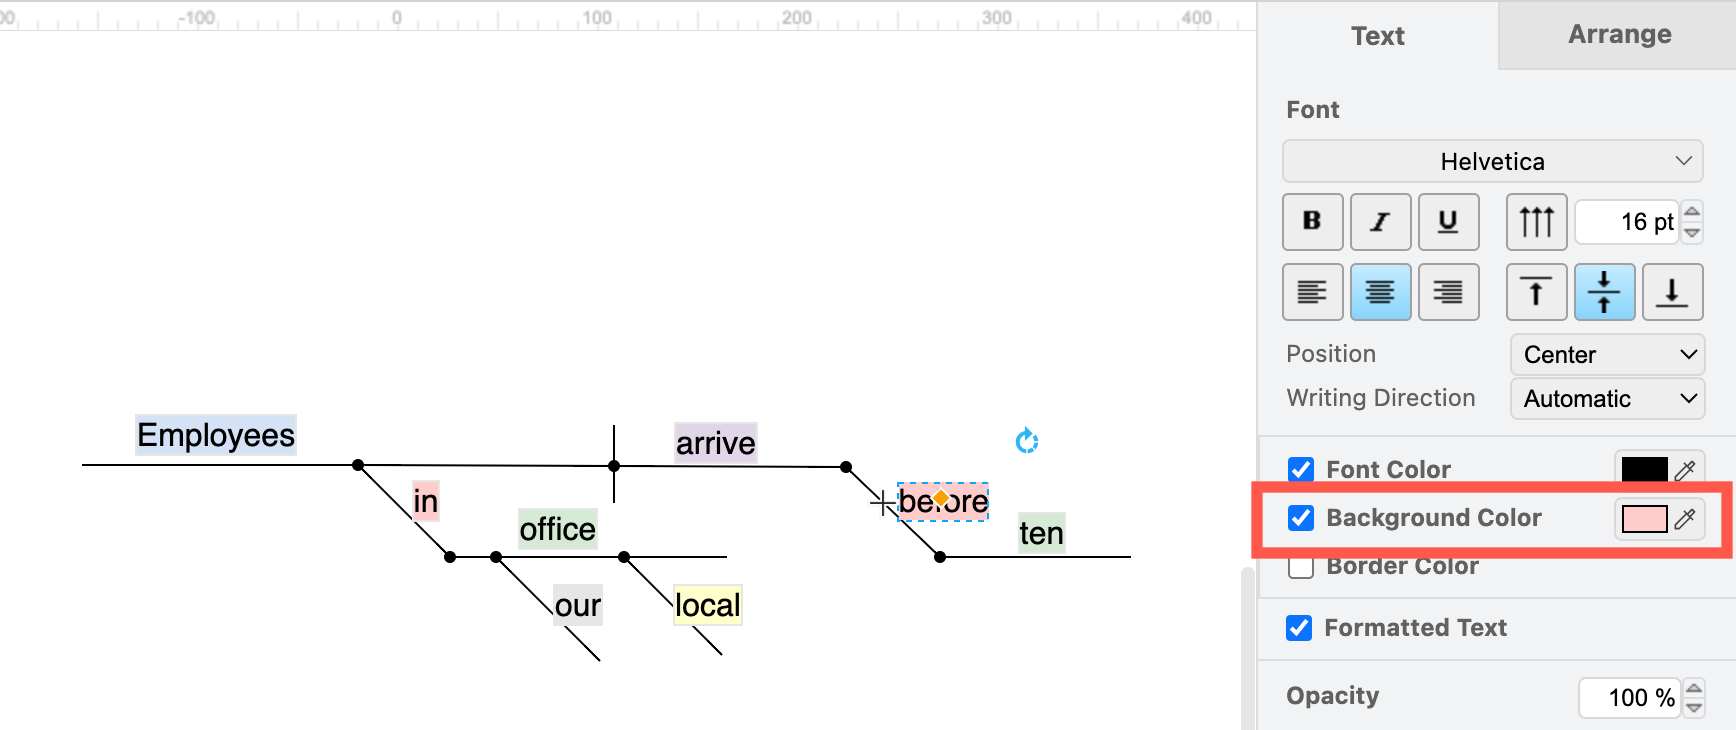 00 -100 0 100 200 300 400
Text Arrange
Font
Helvetica
B I U 16 pt
Position Center
Writing Direction Automatic
Employees arrive
in before
office ten
our local
Font Color
Background Color
Border Color
Formatted Text
Opacity 100 %